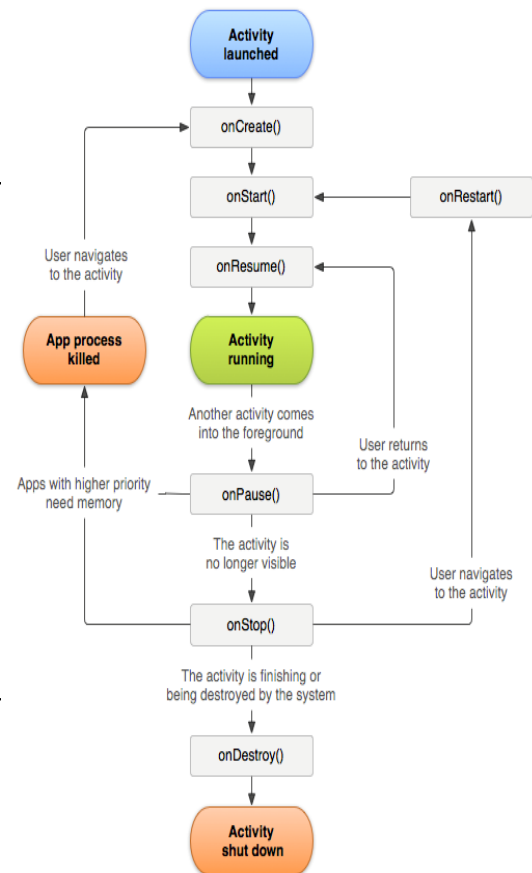 Activity
launched
onCreate()
onStart()
onRestart()
User navigates
to the activity
onResume()
App process
killed
Activity
running
Another activity comes
into the foreground
User returns
to the activity
Apps with higher priority
need memory
onPause()
The activity is
no longer visible
User navigates
to the activity
onStop()
The activity is finishing or
being destroyed by the system
onDestroy()
Activity
shut down